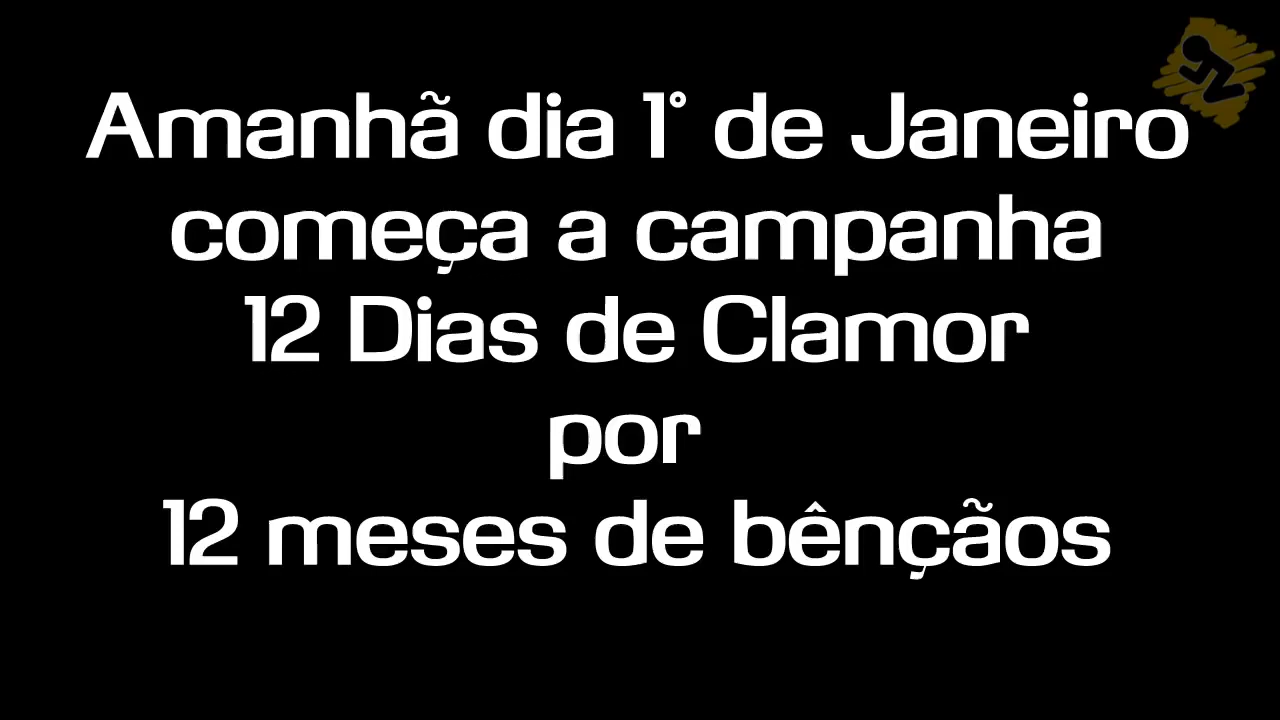 Amanhã dia 1° de Janeiro
começa a campanha
12 Dias de Clamor
por
12 meses de bênçãos